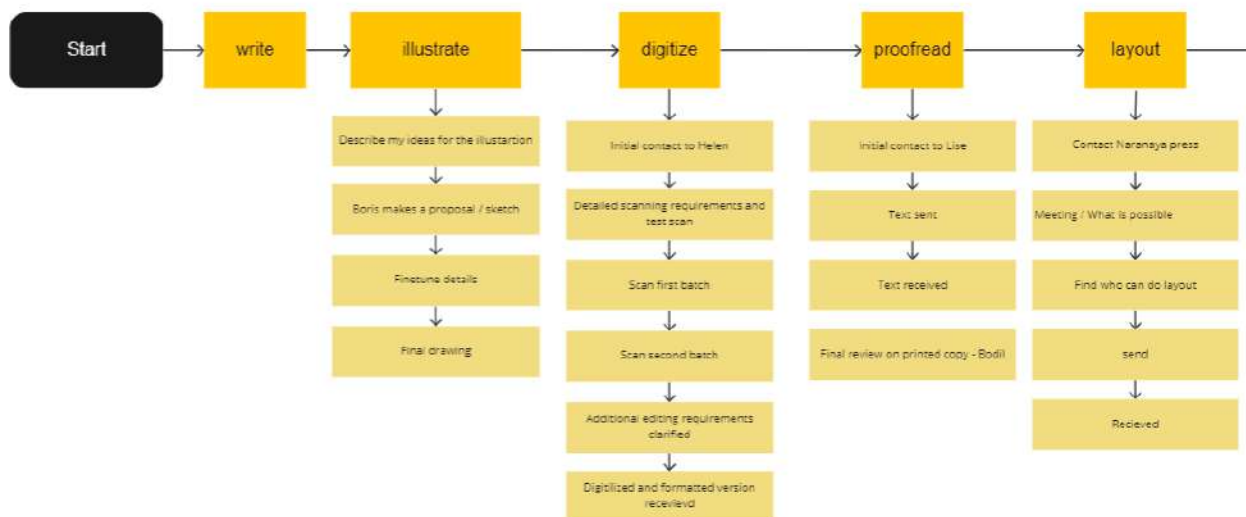 Start
write
illustrate
digitize
proofread
layout
Describe my ideas for the illustartion
Boris makes a proposal / sketch
Finetune details
Final drawing
Initial contact to Helen
Detailed scanning requirements and
test scan
Scan first batch
Scan second batch
Additional editing requirements
clarified
Digitilized and formatted version
recevievd
Initial contact to Lise
Text sent
Text received
Final review on printed copy - Bodil
Contact Naranaya press
Meeting / What is possible
Find who can do layout
send
Recieved